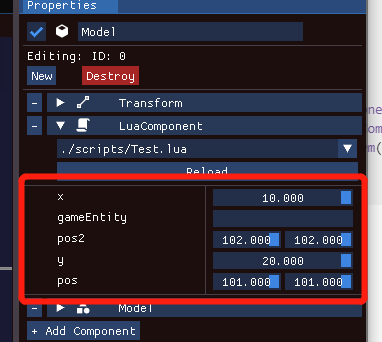 Properties
Model
Editing: ID: 0
New Destroy
Transform
LuaComponent
./scripts/Test.lua
Reload
x 10.000
gameEntity
pos2 102.000 102.000
y 20.000
pos 101.000 101.000
Model
+ Add Component